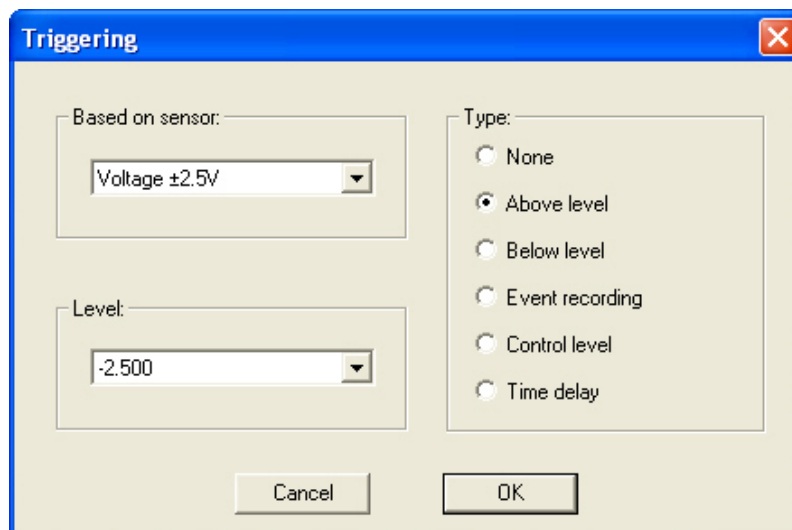 Triggering
Based on sensor:
Voltage ±2.5V
Level:
-2.500
Type:
None
Above level
Below level
Event recording
Control level
Time delay
Cancel
OK